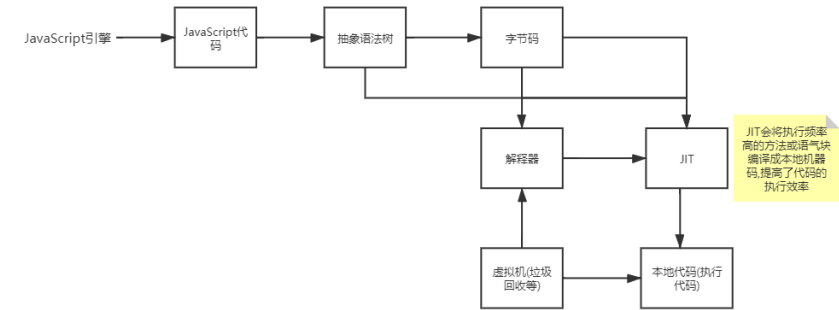 JavaScript引擎
JavaScript代
码
抽象语法树
字节码
解释器
JIT
JIT会将执行频率
高的方法或语气块
编译成本地机器
码,提高了代码的
执行效率
虚拟机(垃圾
回收等)
本地代码(执行
代码)